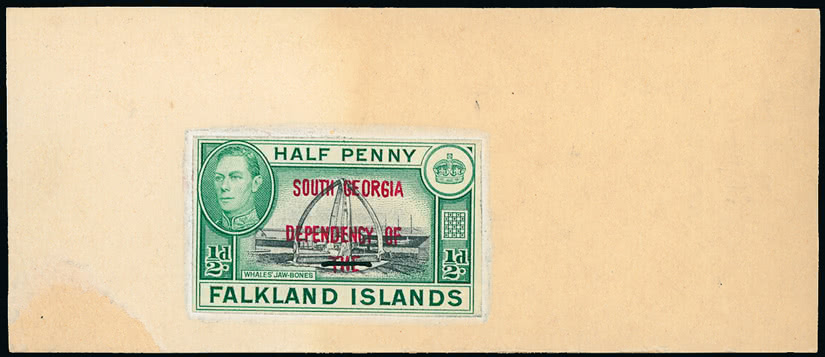 HALF PENNY
SOUTH GEORGIA
DEPENDENCY OF
THE
½d
½d
WHALES' JAW-BONES
FALKLAND ISLANDS